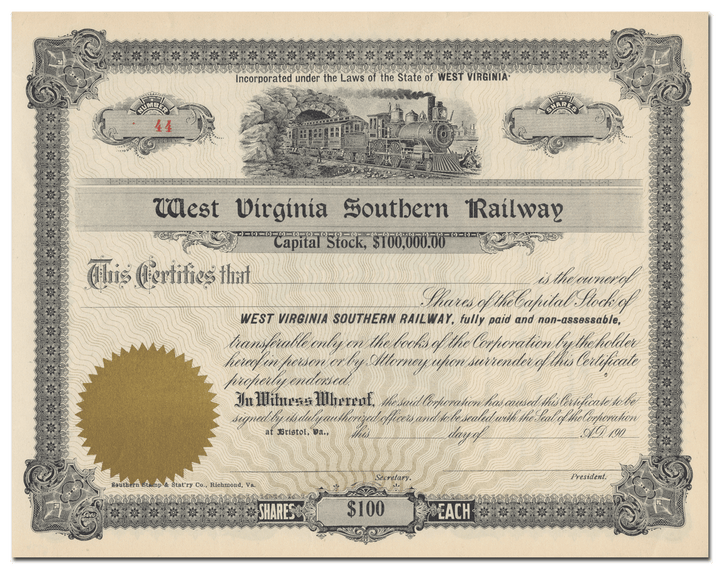 Incorporated under the Laws of the State of WEST VIRGINIA
NUMBER
44
SHARES
West Virginia Southern Railway
Capital Stock, $100,000.00
This Certifies that is the owner of
Shares of the Capital Stock of
WEST VIRGINIA SOUTHERN RAILWAY, fully paid and non-assessable,
transferable only on the books of the Corporation by the holder
hereof in person or by Attorney upon surrender of this Certificate
properly endorsed.
In Witness Whereof, the said Corporation has caused this Certificate to be
signed by its duly authorized officers and to be sealed with the Seal of the Corporation
at Bristol, Va., this day of A.D. 190
Secretary. President.
Southern Stamp & Stat'ry Co., Richmond, Va.
SHARES $100 EACH